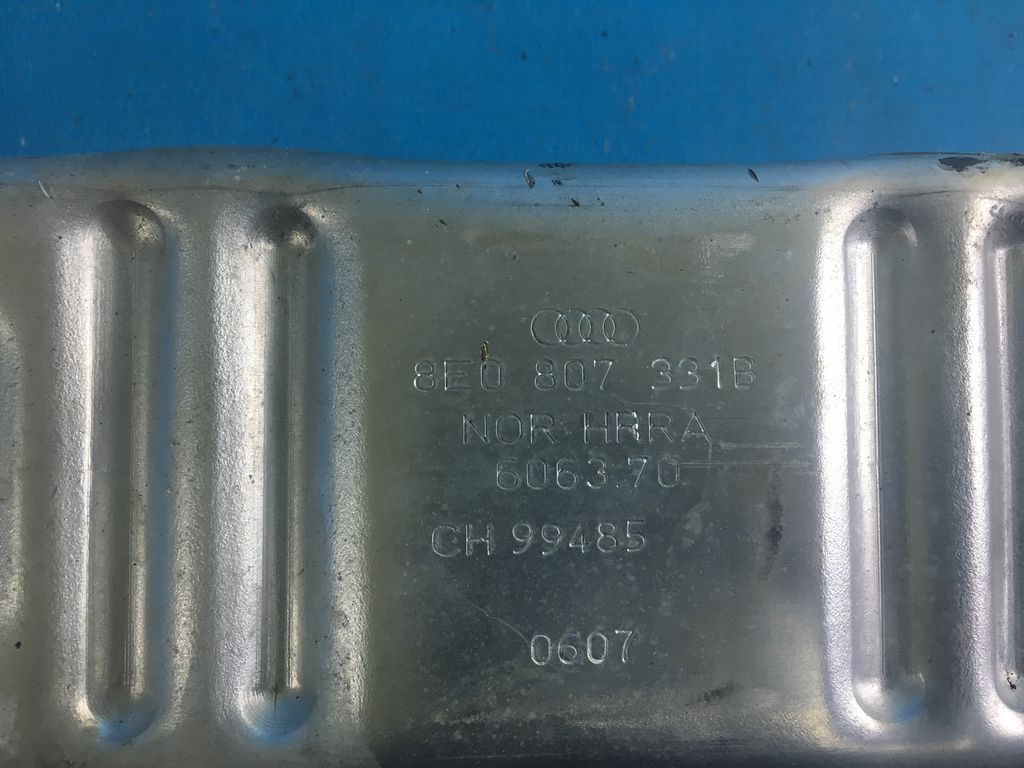 8E0 807 331B
NOR HRRA
6063.70
CH 99485
0607